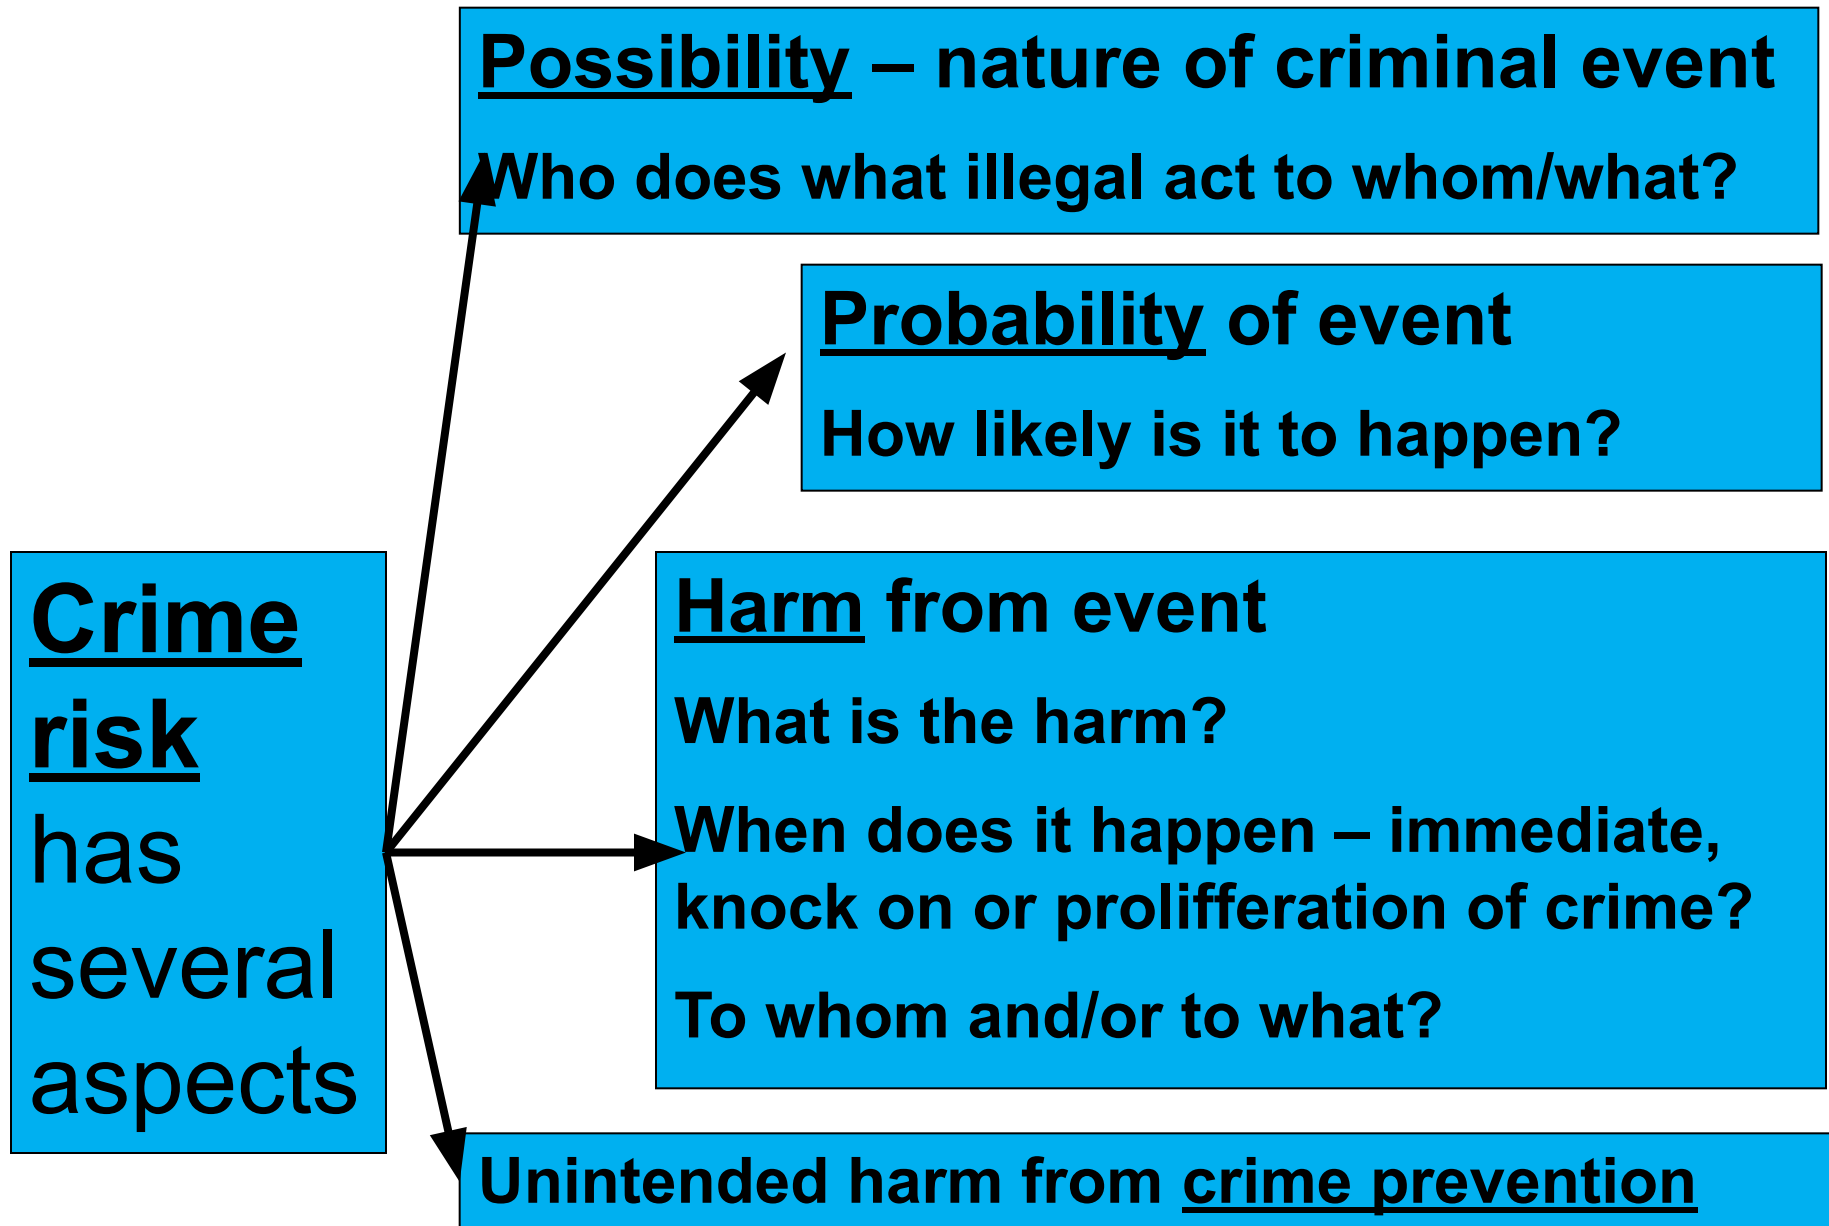 Possibility – nature of criminal event
Who does what illegal act to whom/what?
Probability of event
How likely is it to happen?
Crime
risk
has
several
aspects
Harm from event
What is the harm?
When does it happen – immediate,
knock on or prolifferation of crime?
To whom and/or to what?
Unintended harm from crime prevention